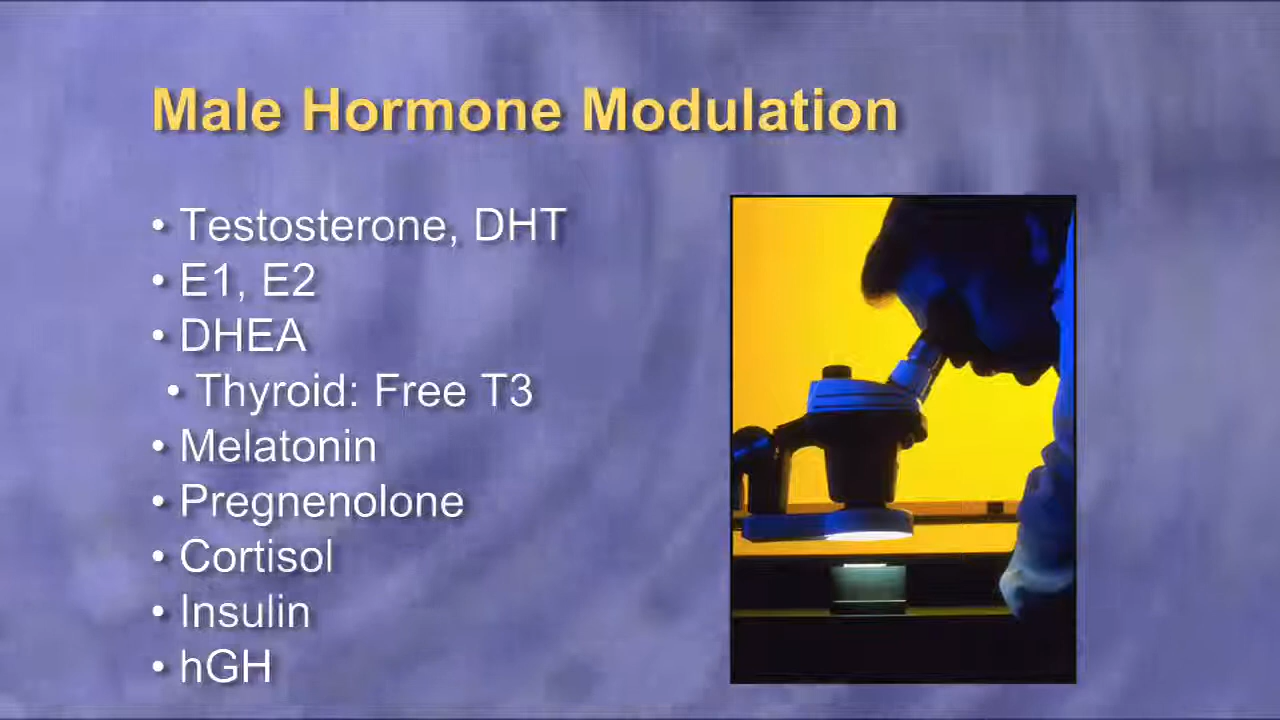 Male Hormone Modulation
• Testosterone, DHT
• E1, E2
• DHEA
• Thyroid: Free T3
• Melatonin
• Pregnenolone
• Cortisol
• Insulin
• hGH